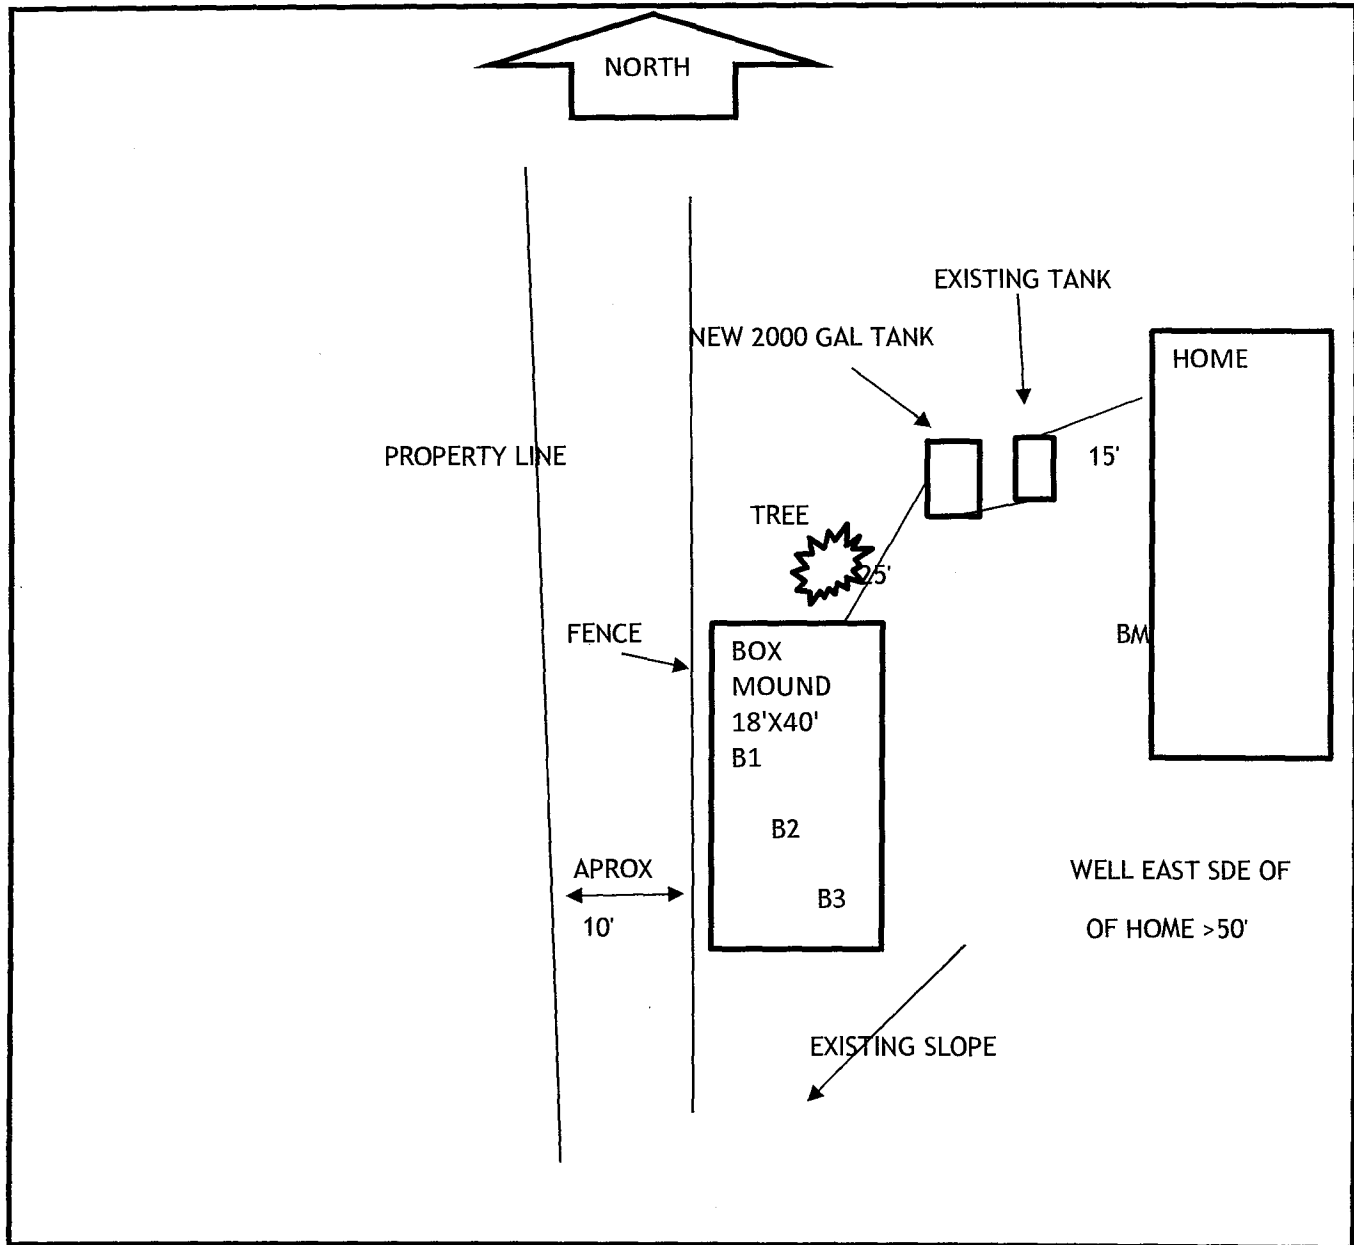 NORTH
EXISTING TANK
NEW 2000 GAL TANK
HOME
PROPERTY LINE
15'
TREE
25'
FENCE
BM
BOX
MOUND
18'X40'
B1
B2
APROX
10'
B3
WELL EAST SDE OF
OF HOME >50'
EXISTING SLOPE